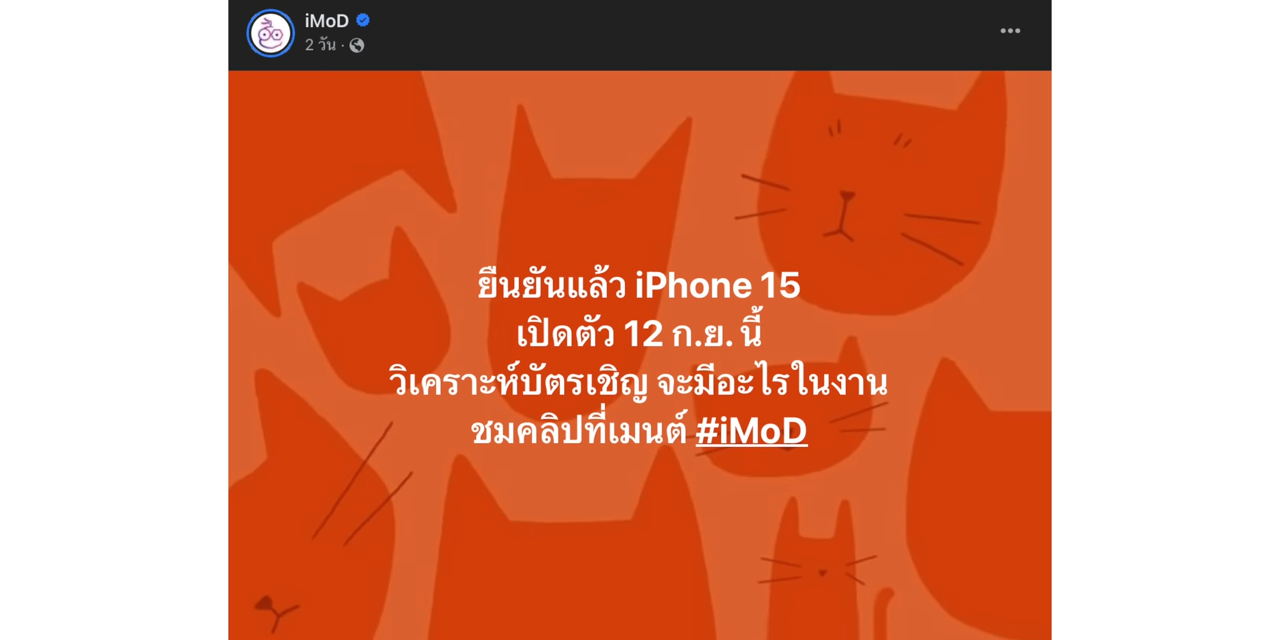 iMoD
2 วัน ·
ยืนยันแล้ว iPhone 15
เปิดตัว 12 ก.ย. นี้
วิเคราะห์บัตรเชิญ จะมีอะไรในงาน
ชมคลิปที่เมนต์ #iMoD